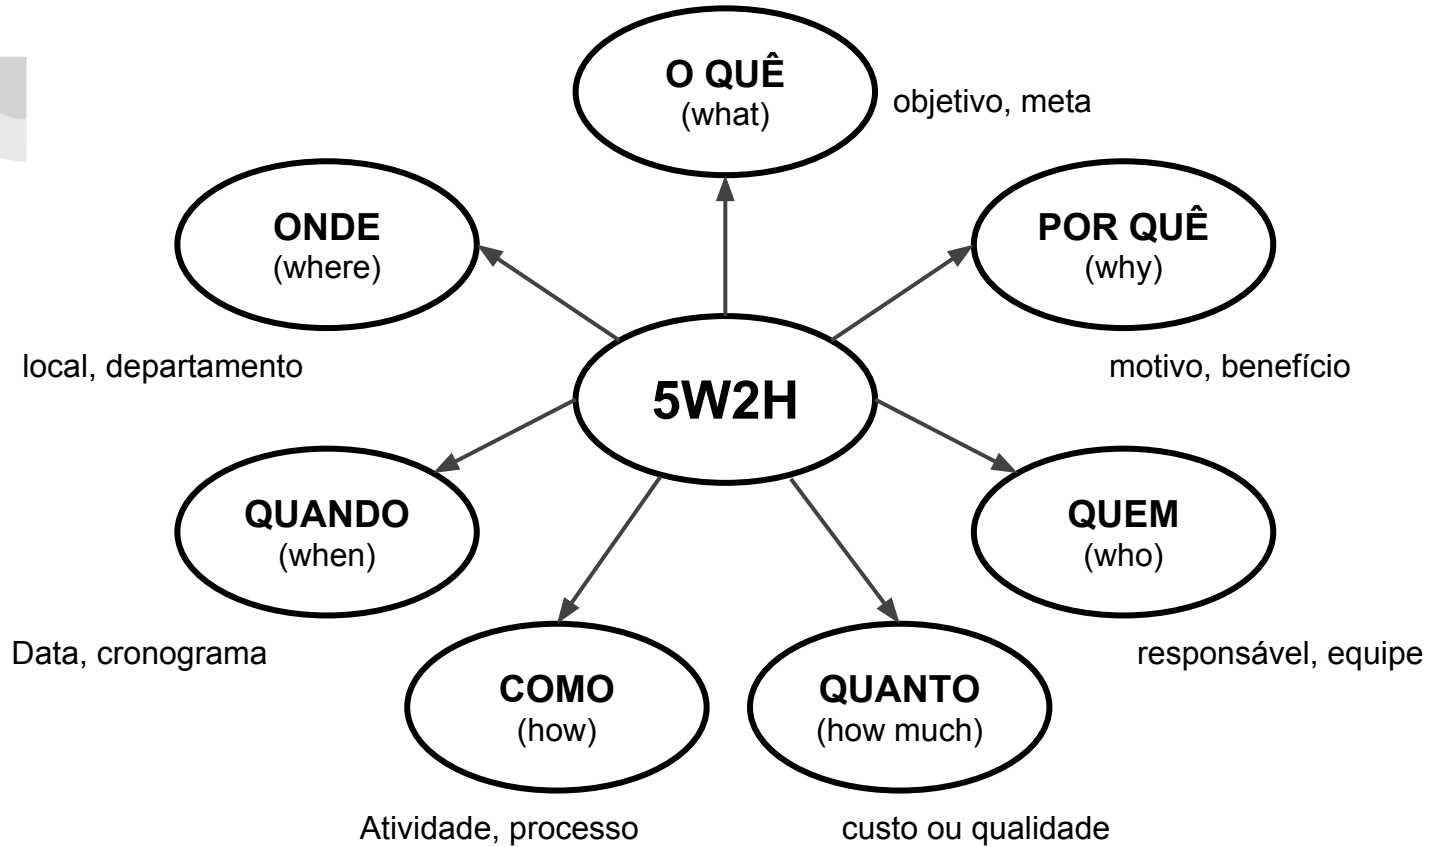 O QUÊ
(what)
objetivo, meta
ONDE
(where)
local, departamento
POR QUÊ
(why)
motivo, benefício
5W2H
QUANDO
(when)
Data, cronograma
QUEM
(who)
responsável, equipe
COMO
(how)
Atividade, processo
QUANTO
(how much)
custo ou qualidade